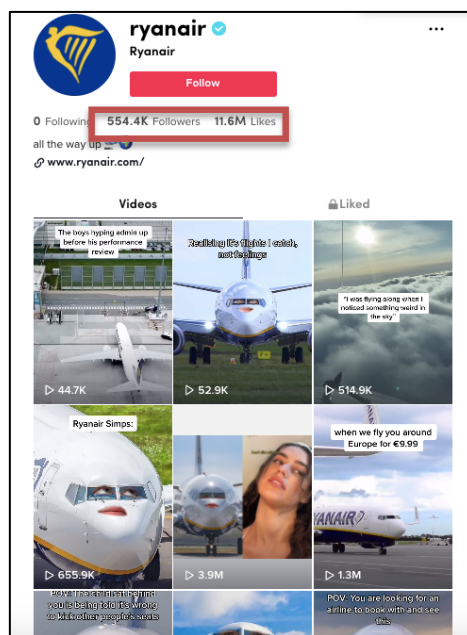 ryanair
Ryanair
Follow
0 Following 554.4K Followers 11.6M Likes
all the way up
www.ryanair.com/
Videos
Liked
The boys hyping admin up
before his performance
review
44.7K
Realising it's flights I catch,
not feelings
52.9K
"I was flying along when I
noticed something weird in
the sky"
514.9K
Ryanair Simps:
655.9K
3.9M
when we fly you around
Europe for €9.99
RYANAIR
1.3M
POV: The child sat behind
you is being told it's wrong
to kick other people's seats
POV: You are looking for an
airline to book with and see
this